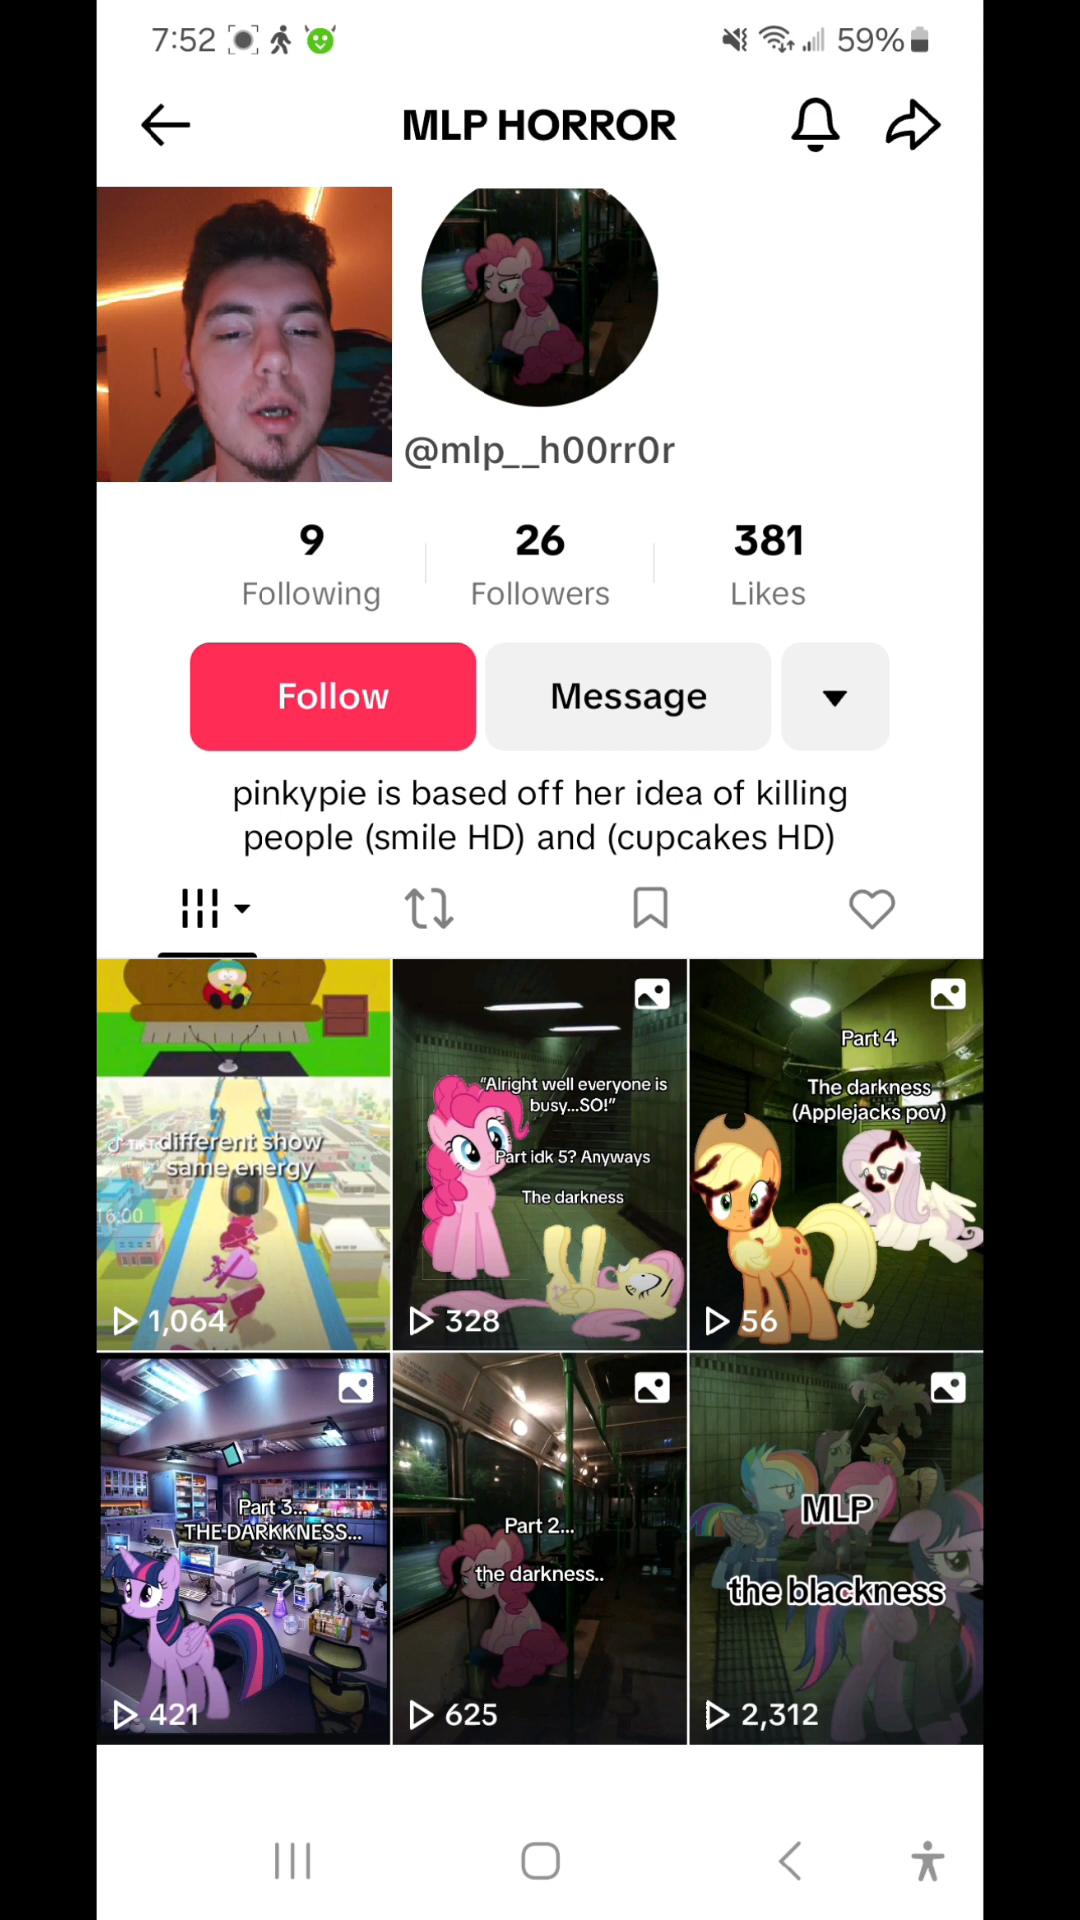 7:52
59%
MLP HORROR
@mlp__h00rr0r
9
26
381
Following
Followers
Likes
Follow
Message
pinkypie is based off her idea of killing
people (smile HD) and (cupcakes HD)
different show
same energy
16:00
1,064
"Alright well everyone is
busy...SO!"
Part idk 5? Anyways
The darkness
328
Part 4
The darkness
(Applejacks pov)
56
Part 3...
THE DARKKNESS...
421
Part 2...
the darkness..
625
MLP
the blackness
2,312